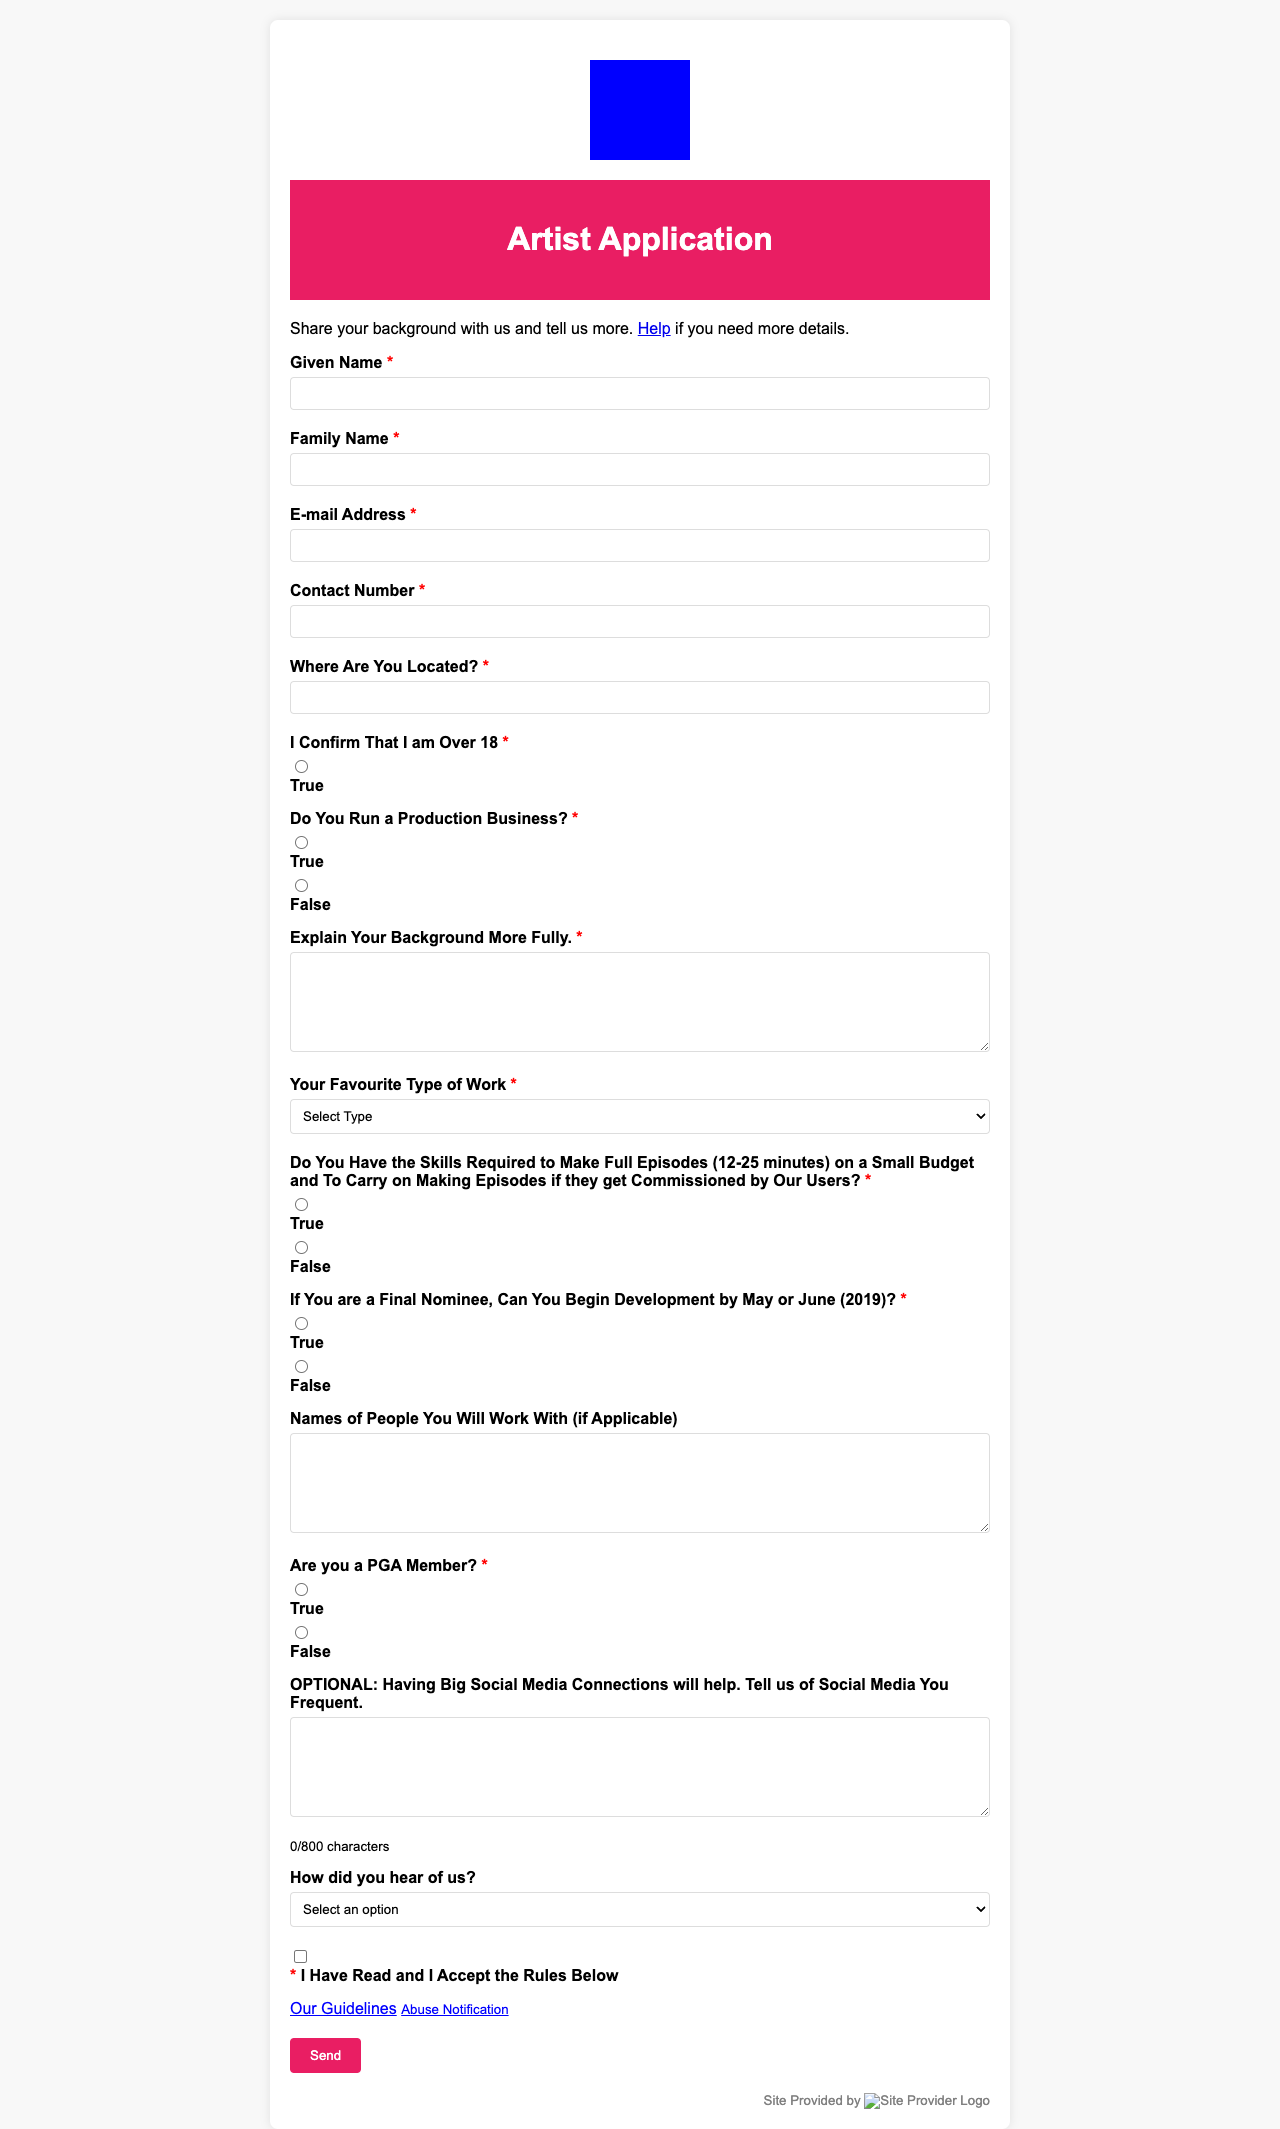 Artist Application
Share your background with us and tell us more. Help if you need more details.
Given Name *
Family Name *
E-mail Address *
Contact Number *
Where Are You Located? *
I Confirm That I am Over 18 *
True
Do You Run a Production Business? *
True
False
Explain Your Background More Fully. *
Your Favourite Type of Work *
Select Type
Do You Have the Skills Required to Make Full Episodes (12-25 minutes) on a Small Budget
and To Carry on Making Episodes if they get Commissioned by Our Users? *
True
False
If You are a Final Nominee, Can You Begin Development by May or June (2019)? *
True
False
Names of People You Will Work With (if Applicable)
Are you a PGA Member? *
True
False
OPTIONAL: Having Big Social Media Connections will help. Tell us of Social Media You
Frequent.
0/800 characters
How did you hear of us?
Select an option
* I Have Read and I Accept the Rules Below
Our Guidelines Abuse Notification
Send
Site Provided by Site Provider Logo